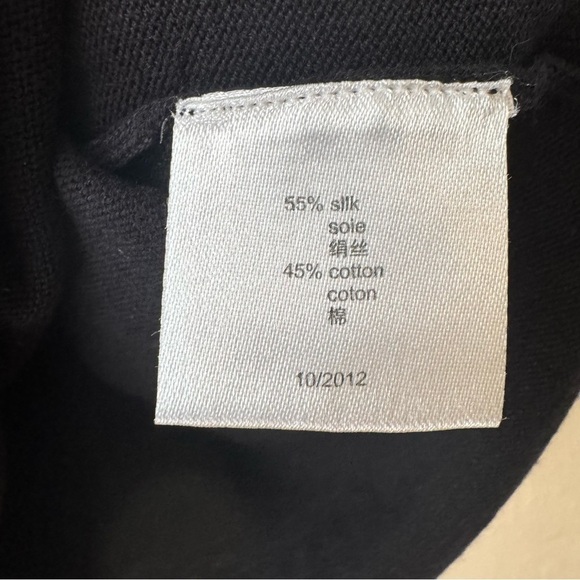 55% silk
soie
绢丝
45% cotton
coton
棉
10/2012